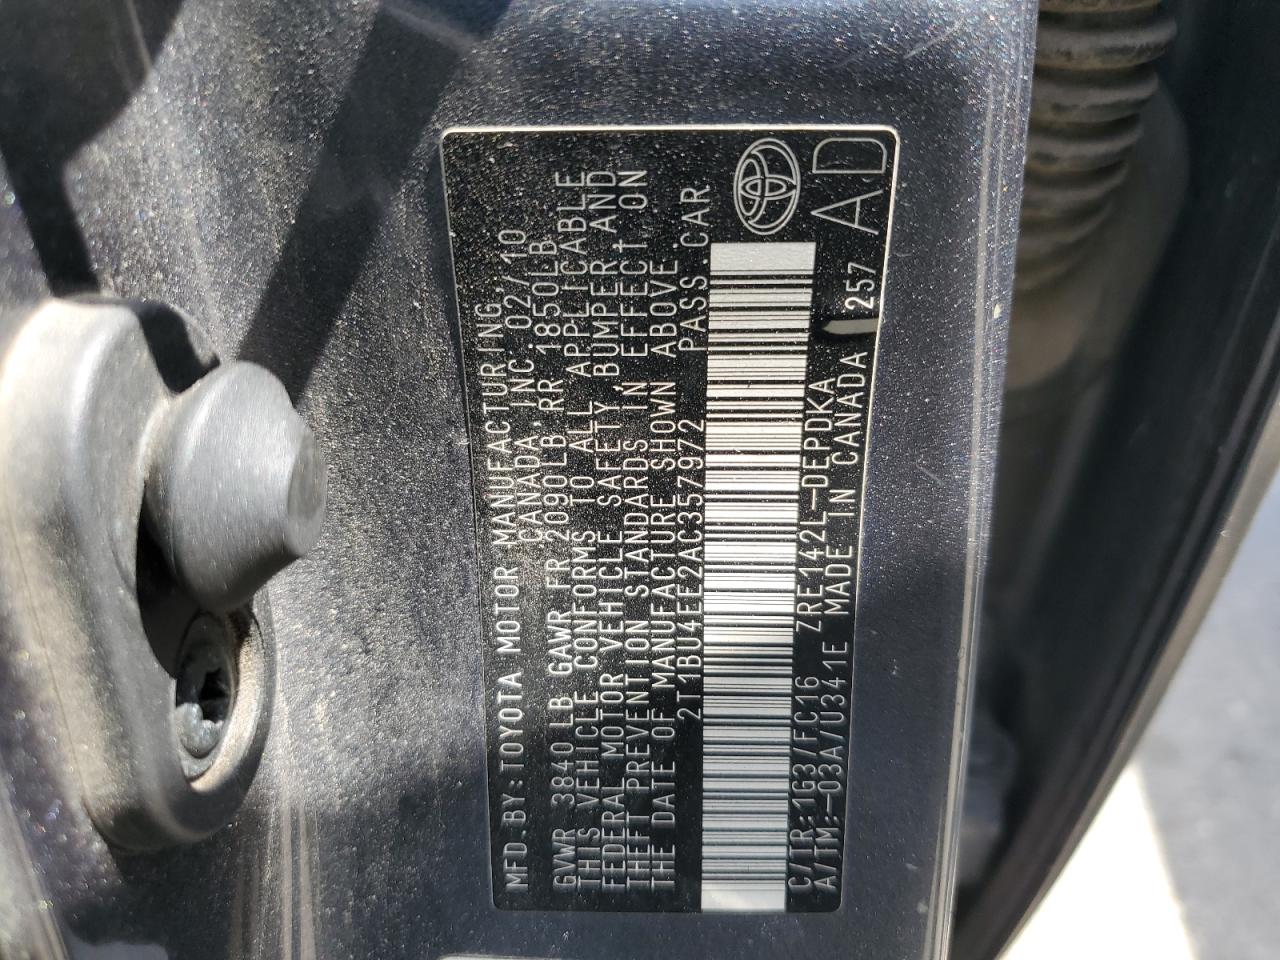 MFD. BY: TOYOTA MOTOR MANUFACTURING,
CANADA, INC. 02/10
GVWR 3840 LB GAWR FR 2090LB RR 1850LB
THIS VEHICLE CONFORMS TO ALL APPLICABLE
FEDERAL MOTOR VEHICLE SAFETY, BUMPER, AND
THEFT PREVENTION STANDARDS IN EFFECT ON
THE DATE OF MANUFACTURE SHOWN ABOVE
2T1BU4EE2AC357972 PASS CAR
C/TR: 1G3/FC16 ZRE142L-DEPDKA 257
A/TM: -03A/U341E MADE IN CANADA
AD